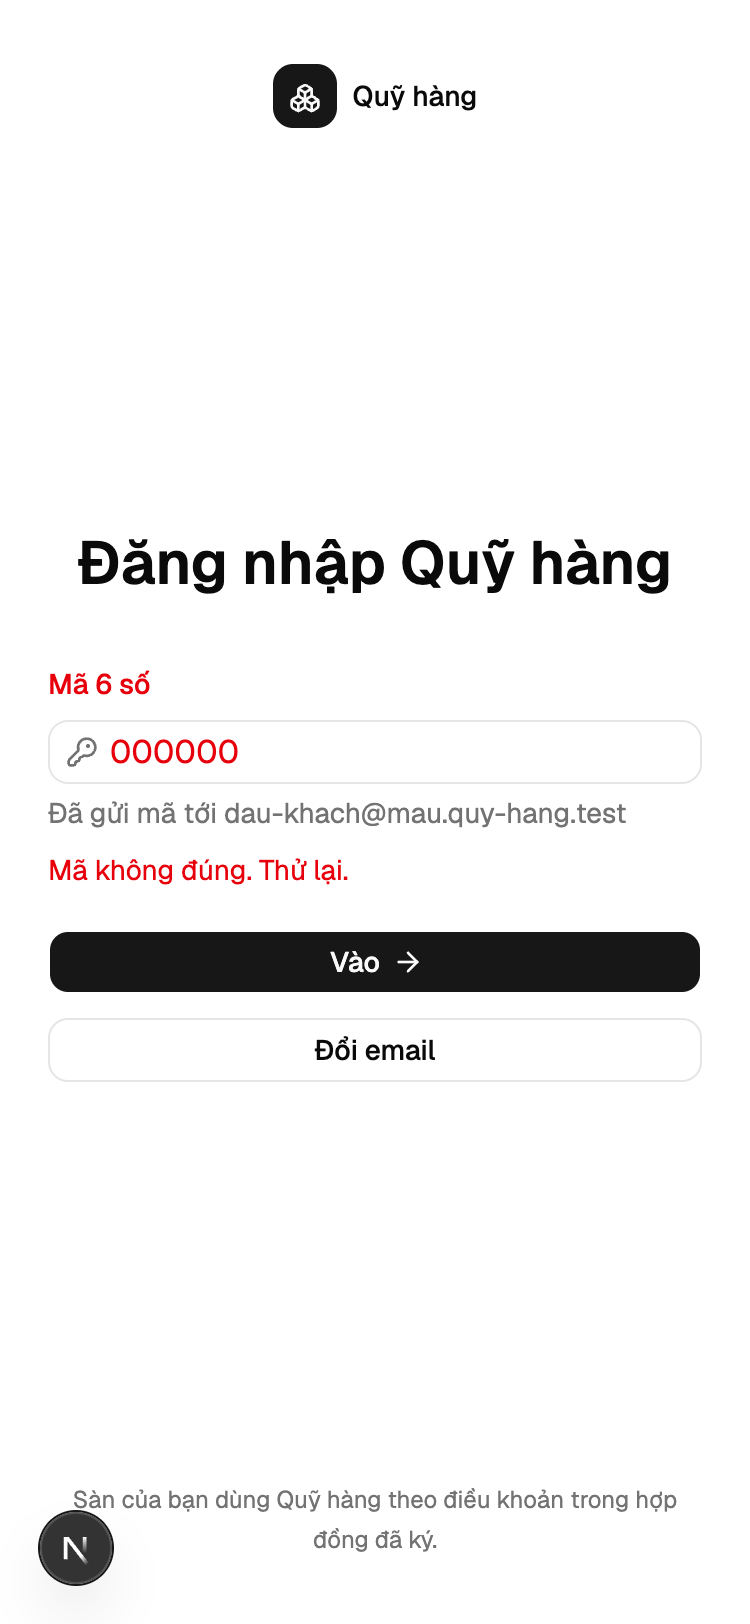 Quỹ hàng
Đăng nhập Quỹ hàng
Mã 6 số
000000
Đã gửi mã tới dau-khach@mau.quy-hang.test
Mã không đúng. Thử lại.
Vào →
Đổi email
Sàn của bạn dùng Quỹ hàng theo điều khoản trong hợp
đồng đã ký.
N